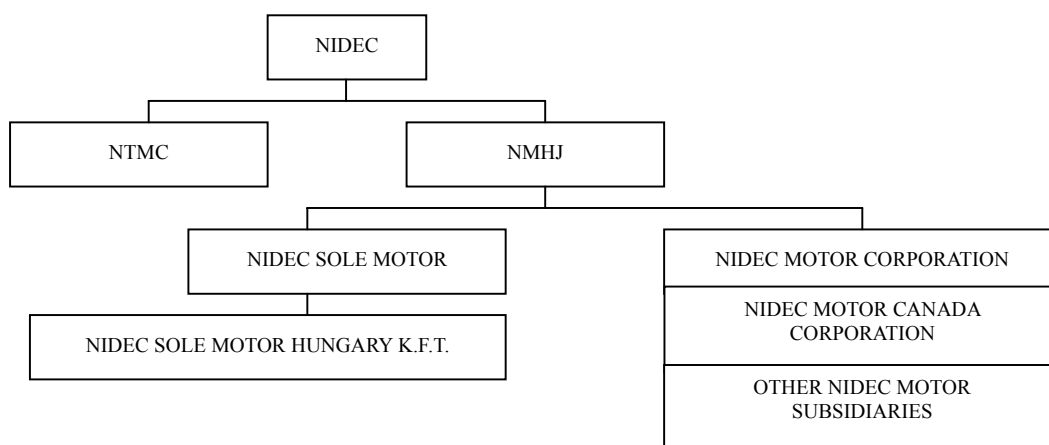 NIDEC
NTMC
NMHJ
NIDEC SOLE MOTOR
NIDEC MOTOR CORPORATION
NIDEC SOLE MOTOR HUNGARY K.F.T.
NIDEC MOTOR CANADA
CORPORATION
OTHER NIDEC MOTOR
SUBSIDIARIES